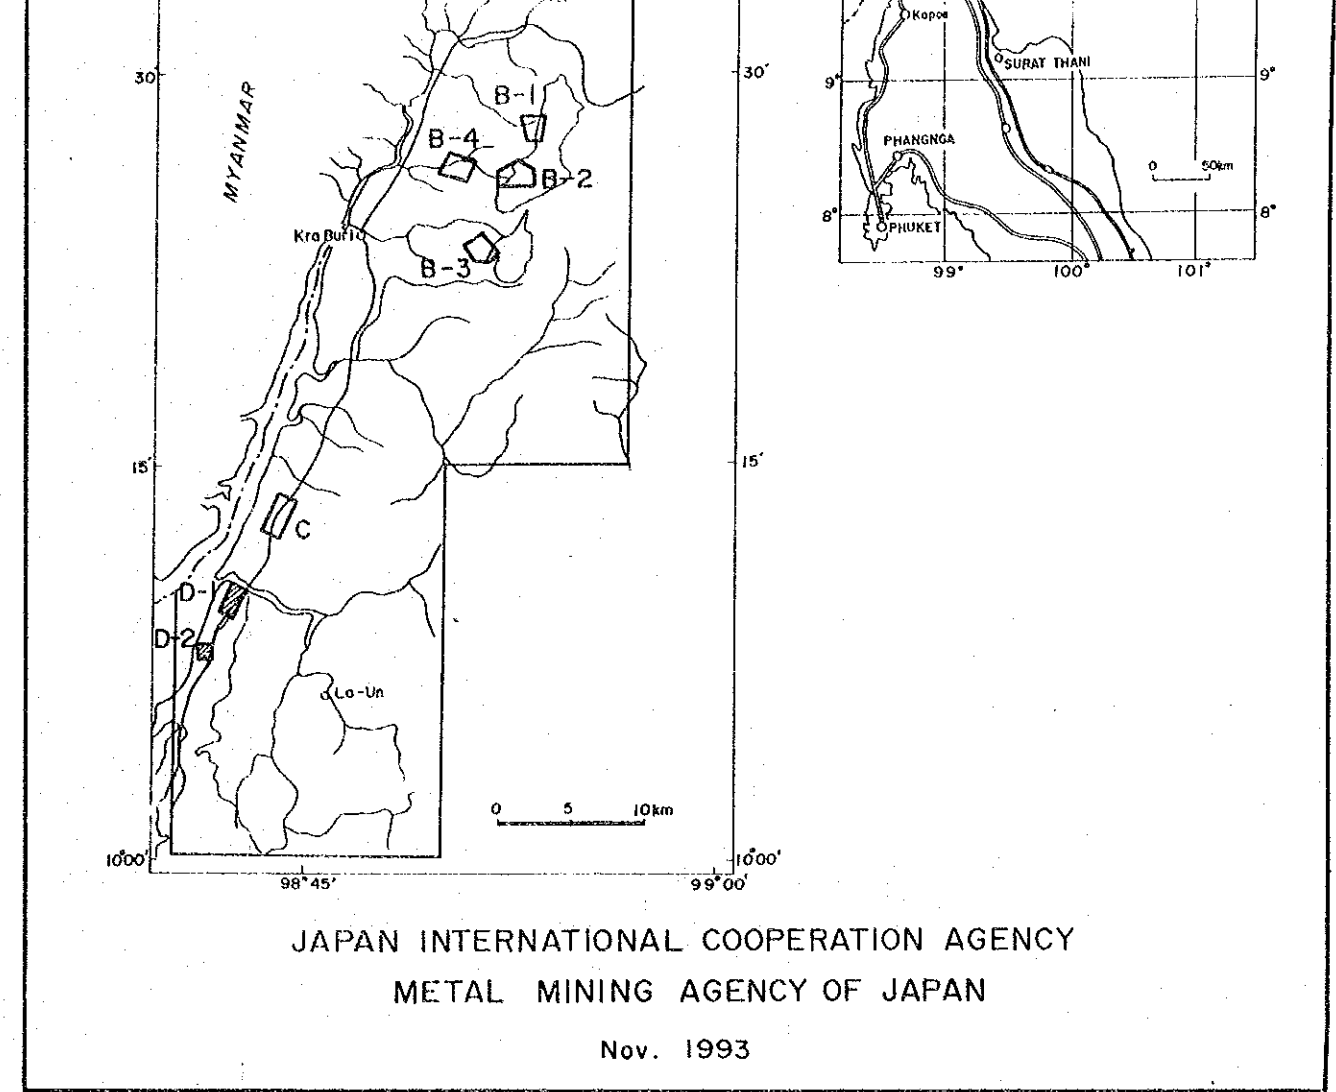 30'
MYANMAR
B-1
B-4
B-2
Kra Buri
B-3
15'
C
D-1
D-2
La-Un
0 5 10km
10°00'
98°45'
99°00'
30'
15'
10°00'
Kapoe
SURAT THANI
9°
9°
PHANGNGA
0 50km
8°
8°
PHUKET
99°
100°
101°
JAPAN INTERNATIONAL COOPERATION AGENCY
METAL MINING AGENCY OF JAPAN
Nov. 1993